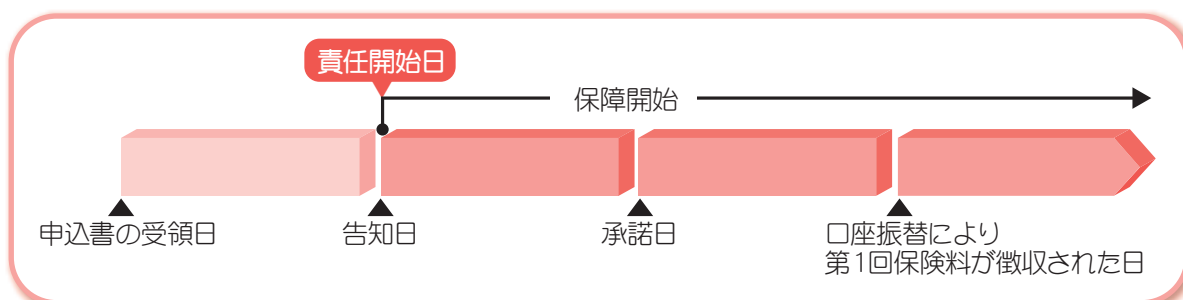 責任開始日
保障開始
申込書の受領日
告知日
承諾日
口座振替により
第1回保険料が徴収された日